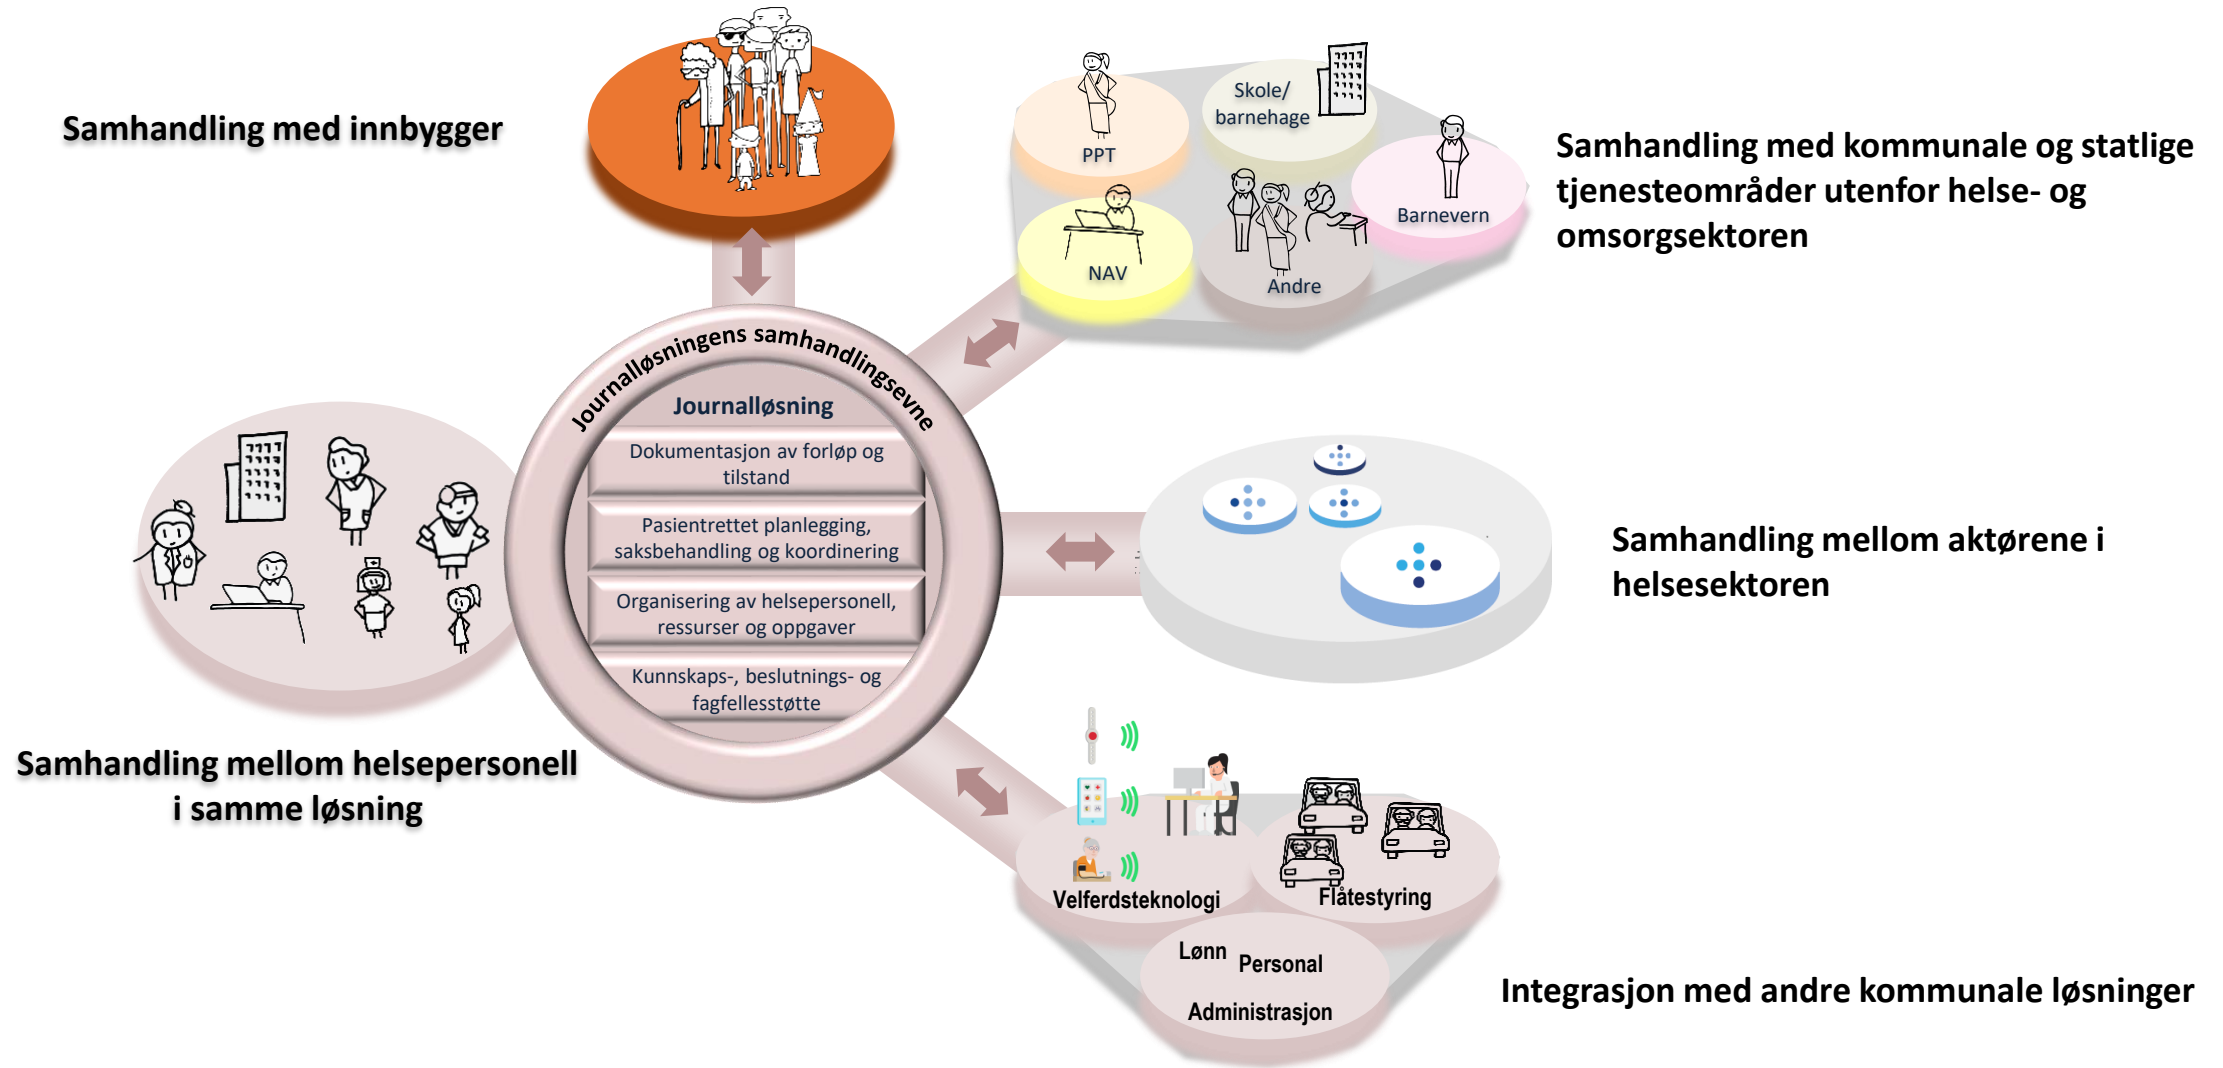 Samhandling med innbygger
PPT
Skole/
barnehage
Barnevern
NAV
Andre
Samhandling med kommunale og statlige
tjenesteområder utenfor helse- og
omsorgsektoren
Journalløsningens samhandlingsevne
Journalløsning
Dokumentasjon av forløp og
tilstand
Pasientrettet planlegging,
saksbehandling og koordinering
Organisering av helsepersonell,
ressurser og oppgaver
Kunnskaps-, beslutnings- og
fagfellesstøtte
Samhandling mellom aktørene i
helsesektoren
Samhandling mellom helsepersonell
i samme løsning
Velferdsteknologi
Flåtestyring
Lønn
Personal
Administrasjon
Integrasjon med andre kommunale løsninger